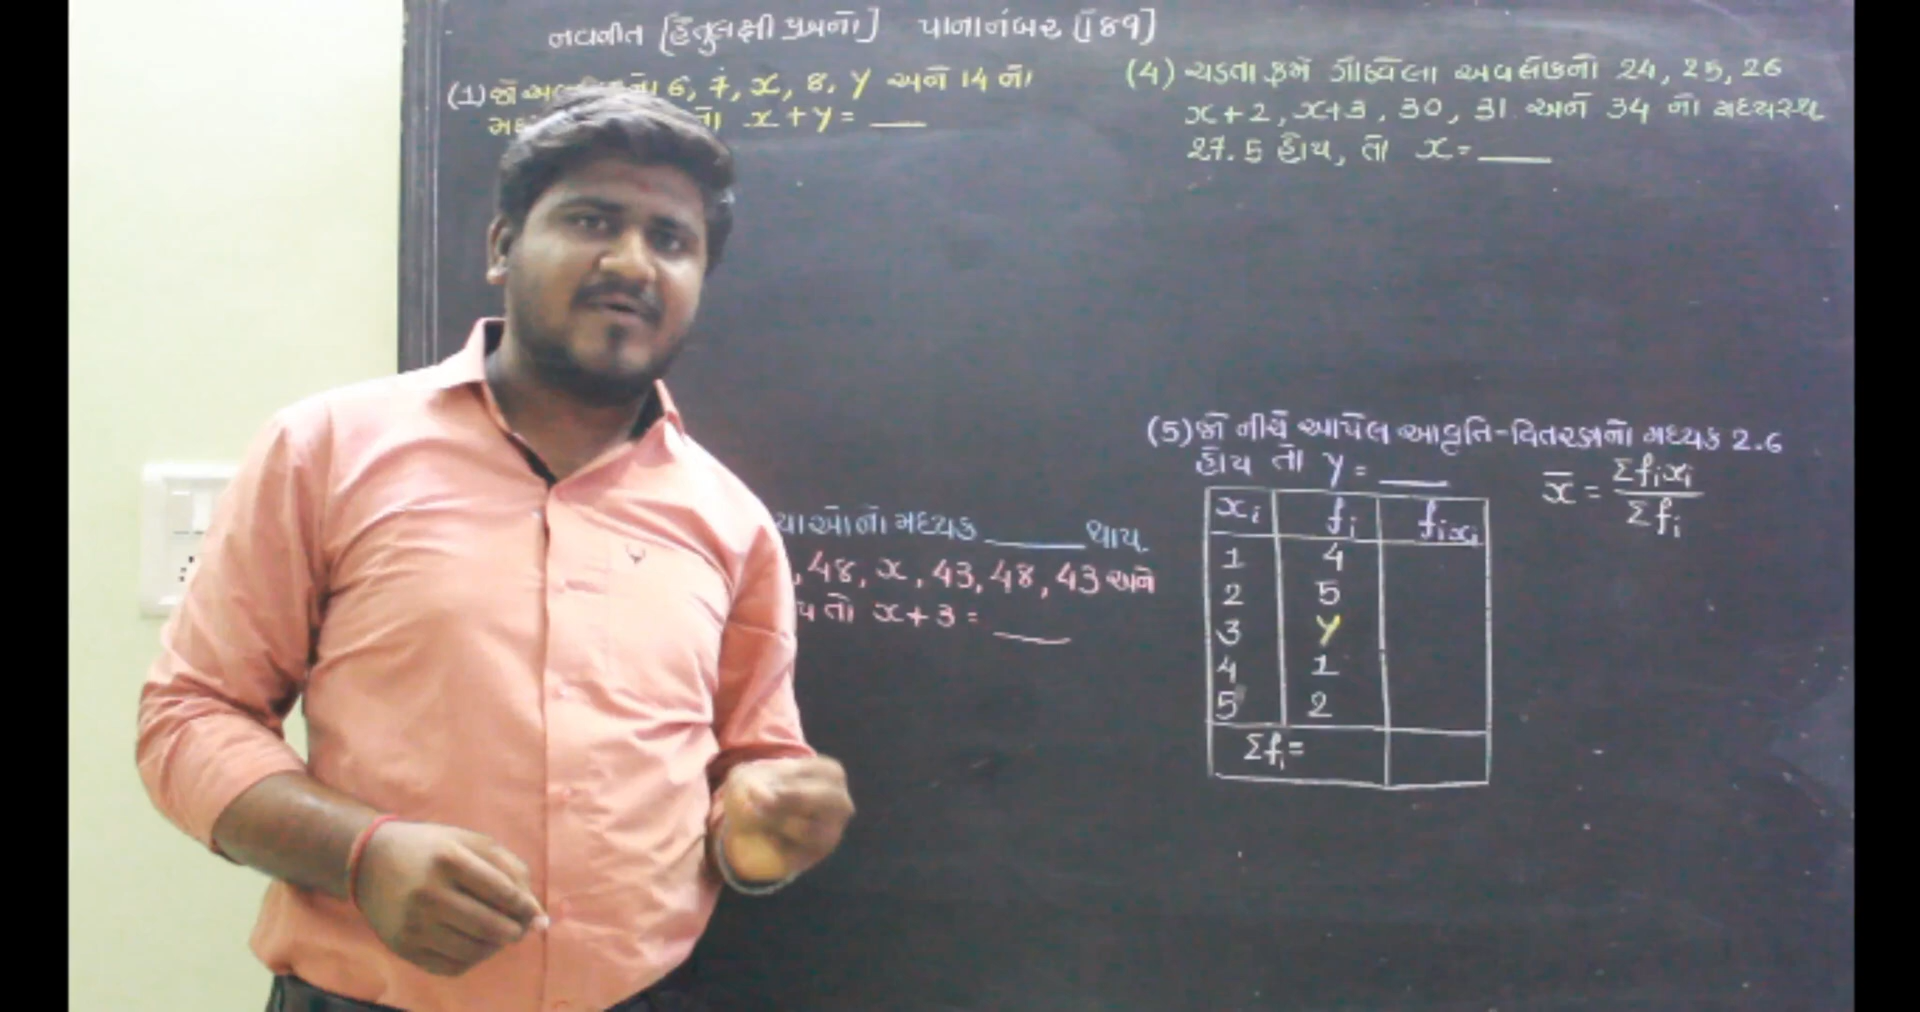 નવનીત [હેતુલક્ષી પ્રશ્નો] પાનાનંબર [189]
(1) જો 6, 7, x, 8, y અને 14 નો
x + y = ___
યાઓનો મધ્યક ___ થાય.
, 48, x, 43, 48, 43 અને
તો x + 3 = ___
(4) ચડતા ક્રમે ગોઠવેલા અવલોકનો 24, 25, 26
x+2, x+3, 30, 31 અને 34 નો મધ્યસ્થ
27.5 હોય, તો x = ___
(5) જો નીચે આપેલ આવૃતિ-વિતરણનો મધ્યક 2.6
હોય તો y = ___
x̄ = Σfixi / Σfi
xi fi fixi
1 4
2 5
3 y
4 1
5 2
Σfi =